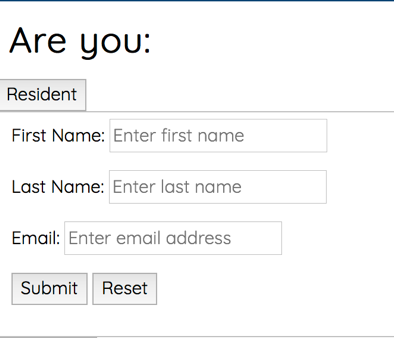 Are you:
Resident
First Name: Enter first name
Last Name: Enter last name
Email: Enter email address
Submit Reset